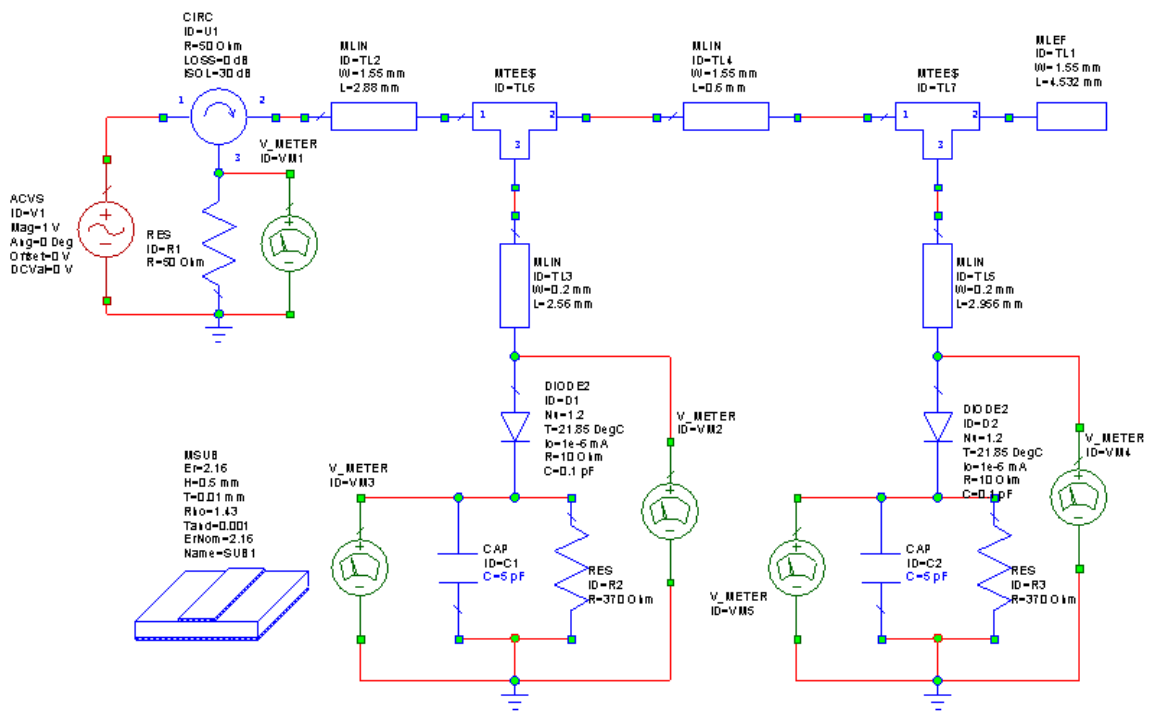 CIRC
ID=U1
R=50 Ohm
LOSS=0 dB
ISOL=30 dB
1
2
3
V_METER
ID=VM1
ACVS
ID=V1
Mag=1 V
Ang=0 Deg
Offset=0 V
DCVal=0 V
RES
ID=R1
R=50 Ohm
MLIN
ID=TL2
W=1.55 mm
L=2.88 mm
MTEE$
ID=TL6
1
2
3
MLIN
ID=TL4
W=1.55 mm
L=0.6 mm
MTEE$
ID=TL7
1
2
3
MLEF
ID=TL1
W=1.55 mm
L=4.532 mm
MLIN
ID=TL3
W=0.2 mm
L=2.56 mm
MLIN
ID=TL5
W=0.2 mm
L=2.956 mm
DIODE2
ID=D1
Nu=1.2
T=21.85 DegC
Io=1e-6 mA
R=10 Ohm
C=0.1 pF
V_METER
ID=VM2
DIODE2
ID=D2
Nu=1.2
T=21.85 DegC
Io=1e-6 mA
R=10 Ohm
C=0.1 pF
V_METER
ID=VM4
MSUB
Er=2.16
H=0.5 mm
T=0.01 mm
Rho=1.43
Tand=0.001
ErNom=2.16
Name=SUB1
V_METER
ID=VM3
CAP
ID=C1
C=5 pF
RES
ID=R2
R=370 Ohm
V_METER
ID=VM5
CAP
ID=C2
C=5 pF
RES
ID=R3
R=370 Ohm